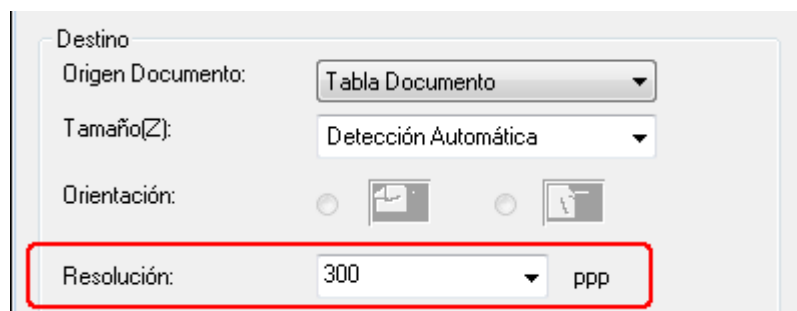 Destino
Origen Documento: Tabla Documento
Tamaño(Z): Detección Automática
Orientación:
Resolución: 300 ppp